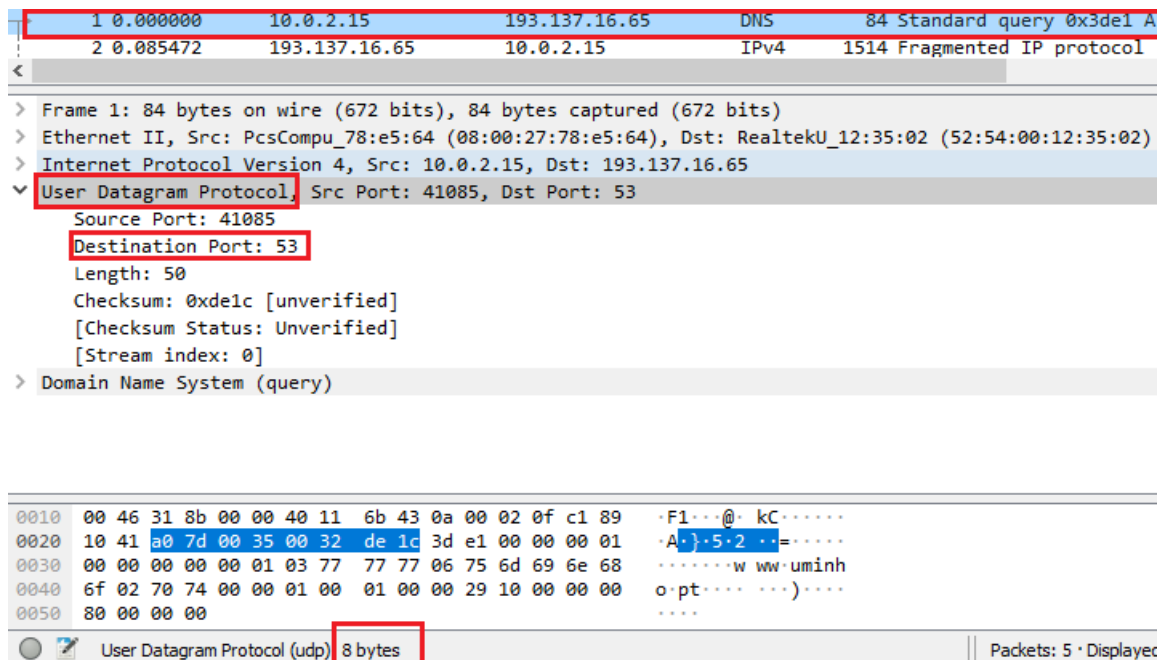 1 0.000000 10.0.2.15 193.137.16.65 DNS 84 Standard query 0x3de1 A
2 0.085472 193.137.16.65 10.0.2.15 IPv4 1514 Fragmented IP protocol
Frame 1: 84 bytes on wire (672 bits), 84 bytes captured (672 bits)
Ethernet II, Src: PcsCompu_78:e5:64 (08:00:27:78:e5:64), Dst: RealtekU_12:35:02 (52:54:00:12:35:02)
Internet Protocol Version 4, Src: 10.0.2.15, Dst: 193.137.16.65
User Datagram Protocol, Src Port: 41085, Dst Port: 53
Source Port: 41085
Destination Port: 53
Length: 50
Checksum: 0xde1c [unverified]
[Checksum Status: Unverified]
[Stream index: 0]
Domain Name System (query)
0010 00 46 31 8b 00 00 40 11 6b 43 0a 00 02 0f c1 89 ·F1···@· kC······
0020 10 41 a0 7d 00 35 00 32 de 1c 3d e1 00 00 00 01 ·A·}·5·2 ··=·····
0030 00 00 00 00 00 01 03 77 77 77 06 75 6d 69 6e 68 ·······w ww·uminh
0040 6f 02 70 74 00 00 01 00 01 00 00 29 10 00 00 00 o·pt···· ···)····
0050 80 00 00 00 ····
User Datagram Protocol (udp) 8 bytes Packets: 5 · Displayed